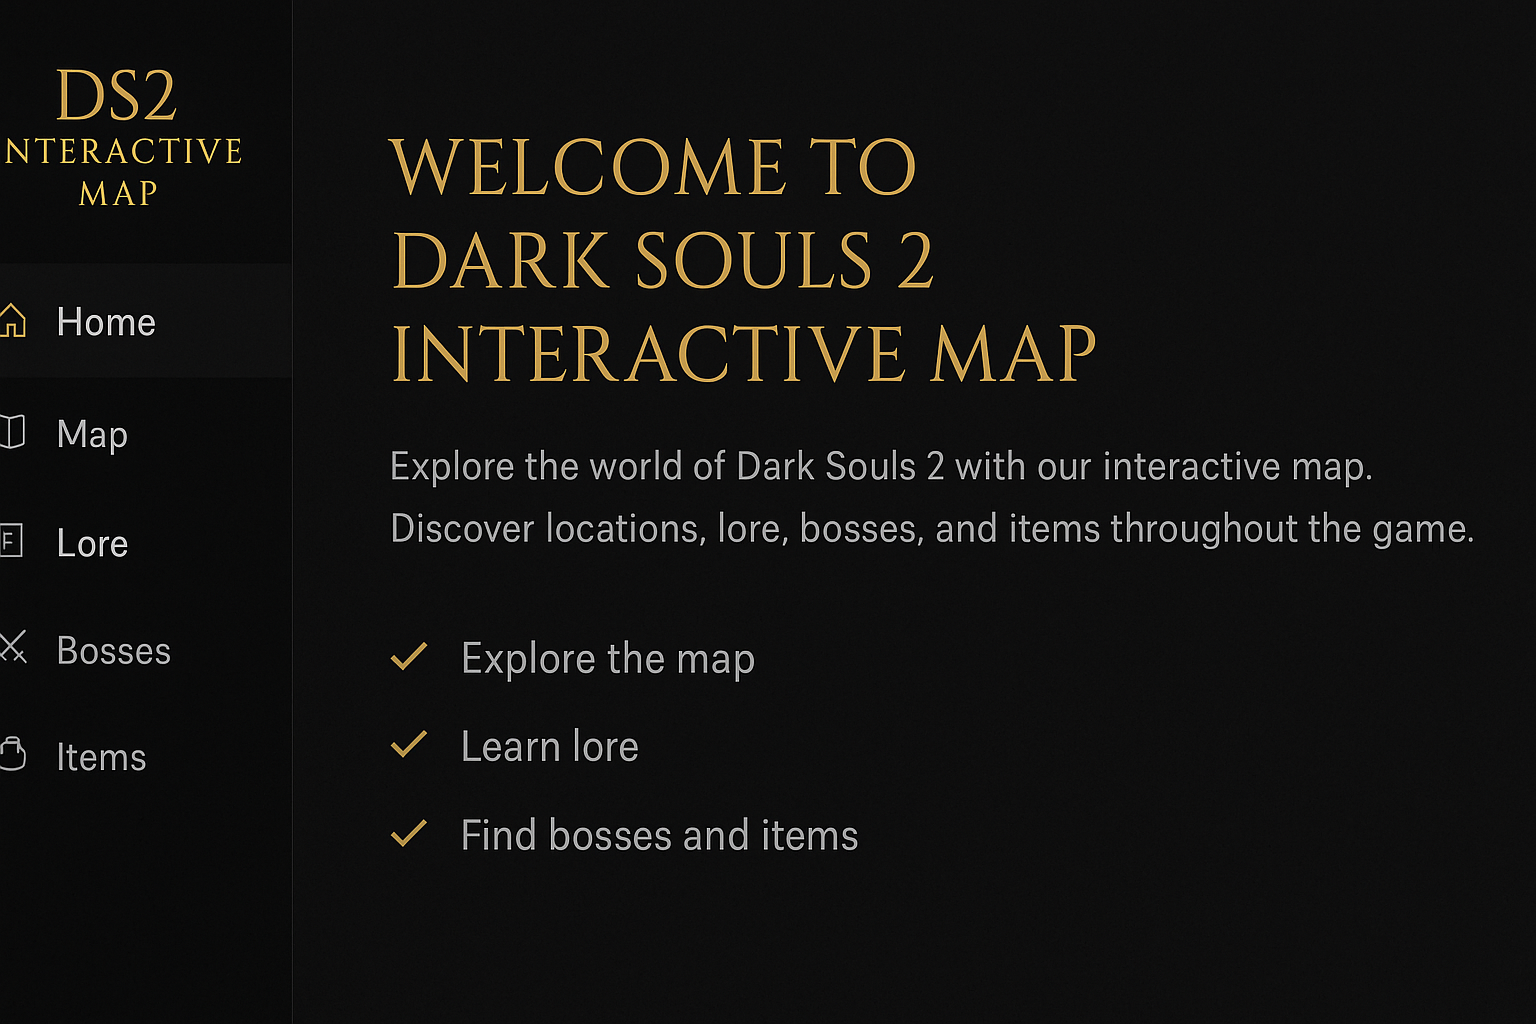 DS2
NTERACTIVE
MAP
Home
Map
Lore
Bosses
Items
WELCOME TO
DARK SOULS 2
INTERACTIVE MAP
Explore the world of Dark Souls 2 with our interactive map.
Discover locations, lore, bosses, and items throughout the game.
Explore the map
Learn lore
Find bosses and items